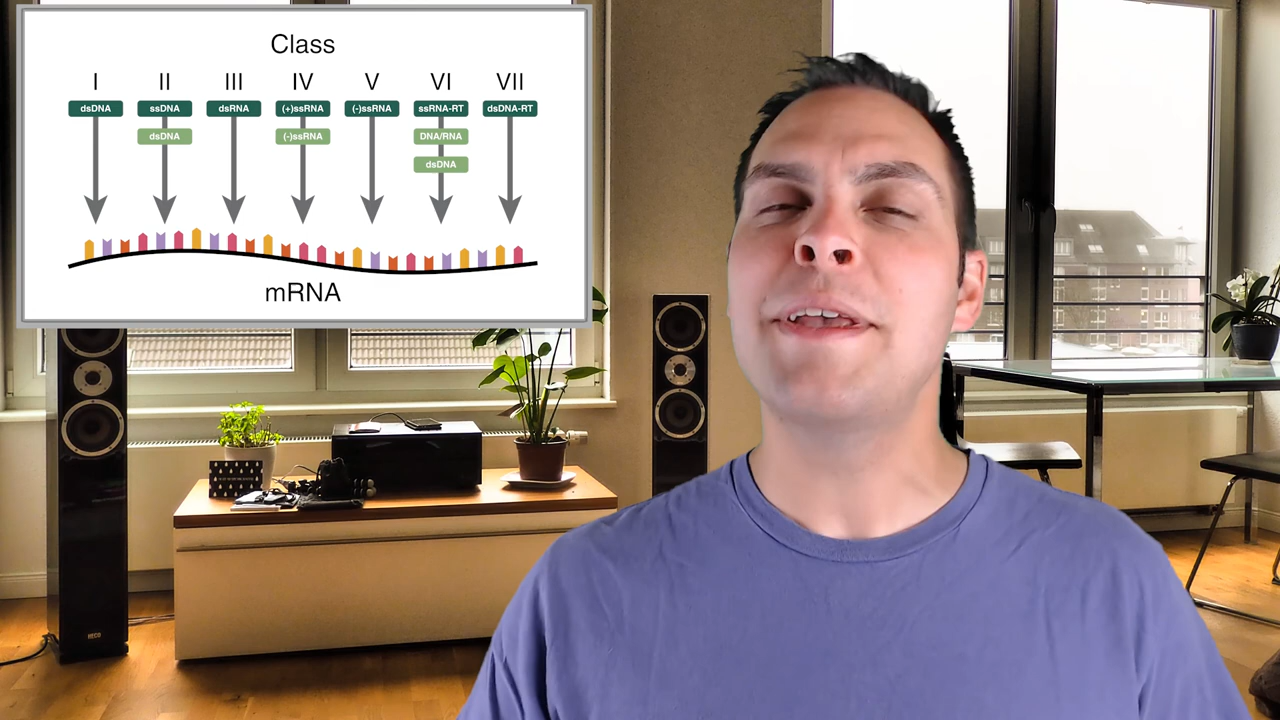 Class
I II III IV V VI VII
dsDNA ssDNA dsRNA (+)ssRNA (-)ssRNA ssRNA-RT dsDNA-RT
dsDNA (-)ssRNA DNA/RNA
dsDNA
mRNA
HECO